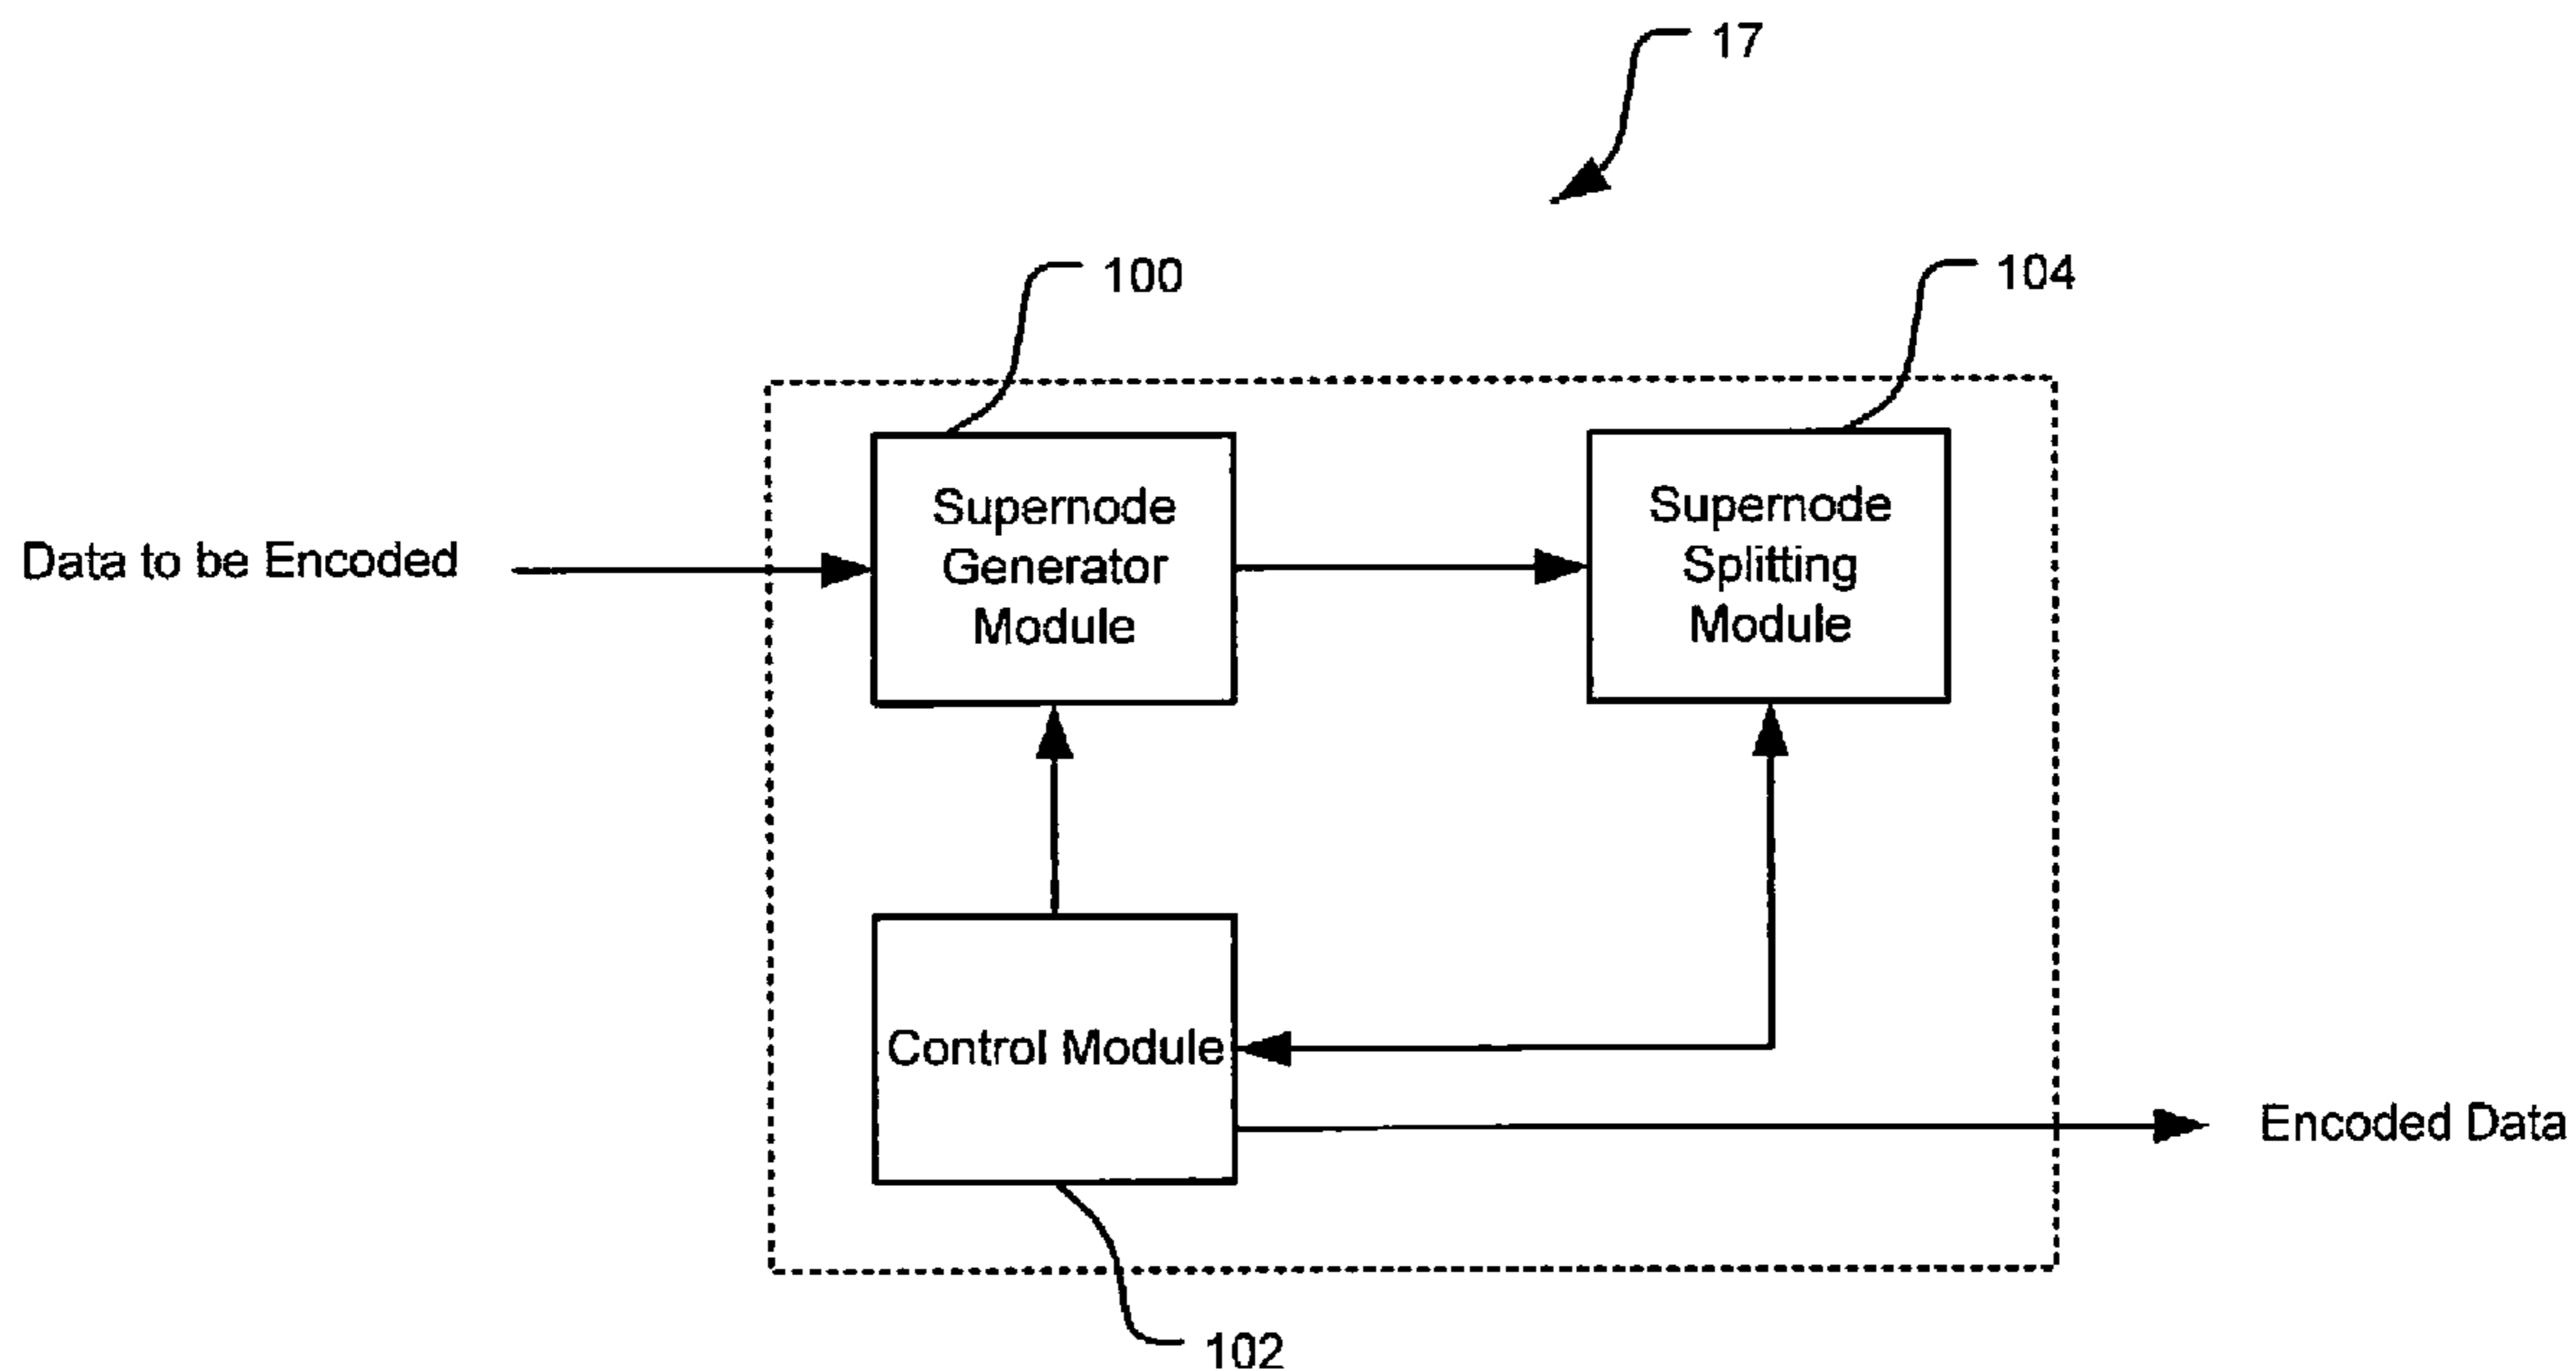 17
100
104
Supernode
Generator
Module
Supernode
Splitting
Module
Data to be Encoded
Control Module
Encoded Data
102